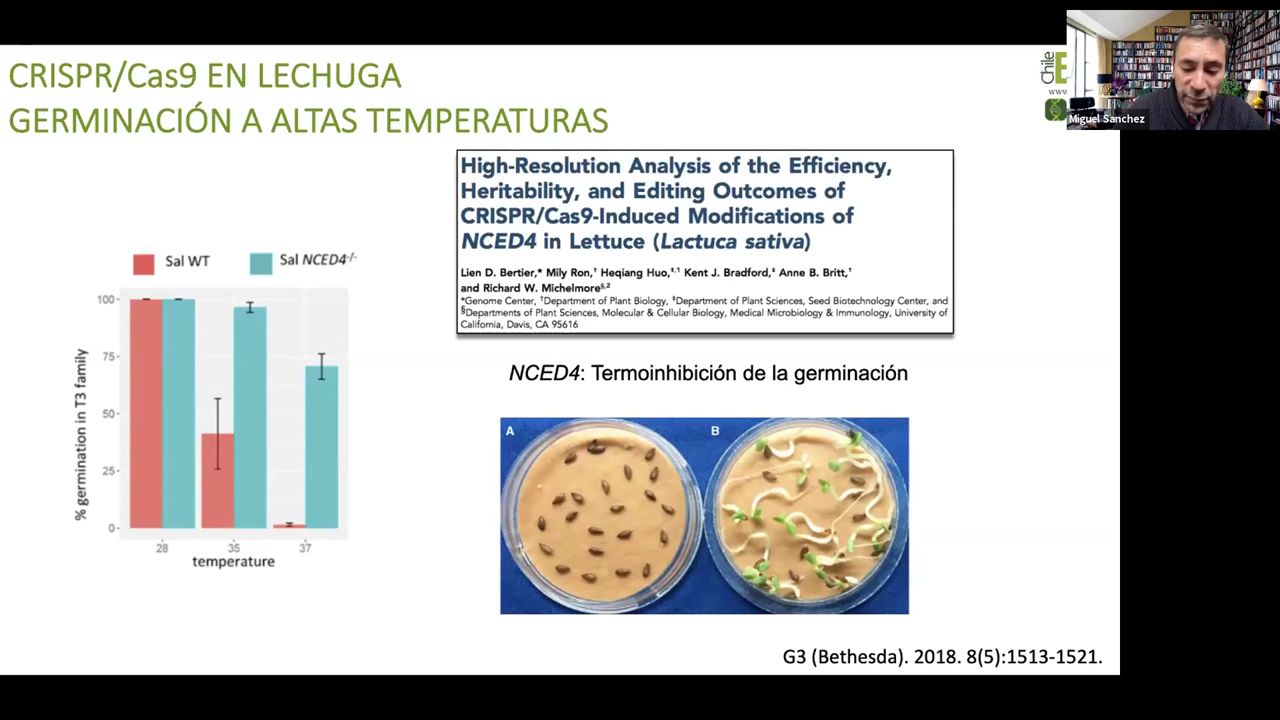 CRISPR/Cas9 EN LECHUGA
GERMINACIÓN A ALTAS TEMPERATURAS
chile
www
Miguel Sanchez
High-Resolution Analysis of the Efficiency,
Heritability, and Editing Outcomes of
CRISPR/Cas9-Induced Modifications of
NCED4 in Lettuce (Lactuca sativa)
Lien D. Bertier,* Mily Ron,† Heqiang Huo,‡,1 Kent J. Bradford,‡ Anne B. Britt,†
and Richard W. Michelmore§,2
*Genome Center, †Department of Plant Biology, ‡Department of Plant Sciences, Seed Biotechnology Center, and
§Departments of Plant Sciences, Molecular & Cellular Biology, Medical Microbiology & Immunology, University of
California, Davis, CA 95616
Sal WT
Sal NCED4-/-
100
75
50
25
0
% germination in T3 family
28
35
37
temperature
NCED4: Termoinhibición de la germinación
A
B
G3 (Bethesda). 2018. 8(5):1513-1521.